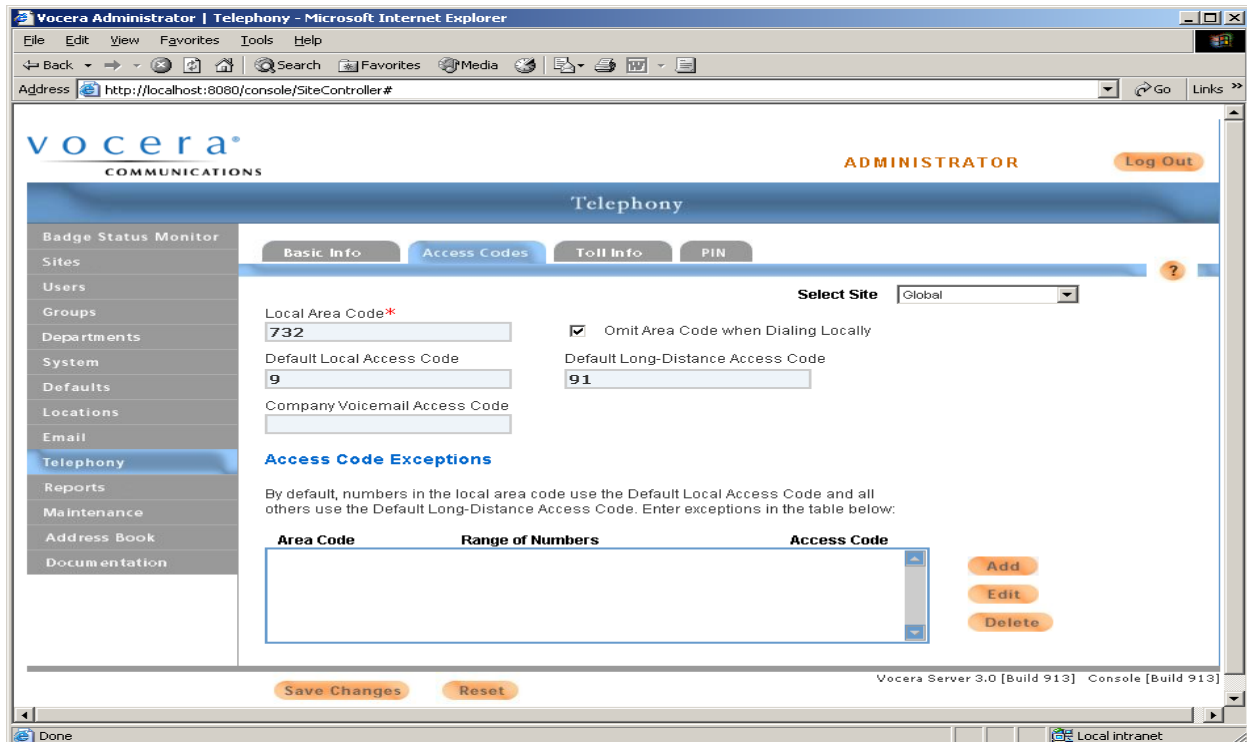 Vocera Administrator | Telephony - Microsoft Internet Explorer
File Edit View Favorites Tools Help
Back Search Favorites Media
Address http://localhost:8080/console/SiteController# Go Links »
vocera
COMMUNICATIONS
ADMINISTRATOR Log Out
Telephony
Badge Status Monitor
Sites
Users
Groups
Departments
System
Defaults
Locations
Email
Telephony
Reports
Maintenance
Address Book
Documentation
Basic Info Access Codes Toll Info PIN
?
Select Site Global
Local Area Code*
732
Omit Area Code when Dialing Locally
Default Local Access Code Default Long-Distance Access Code
9 91
Company Voicemail Access Code
Access Code Exceptions
By default, numbers in the local area code use the Default Local Access Code and all
others use the Default Long-Distance Access Code. Enter exceptions in the table below:
Area Code Range of Numbers Access Code
Add
Edit
Delete
Save Changes Reset
Vocera Server 3.0 [Build 913] Console [Build 913]
Done Local intranet